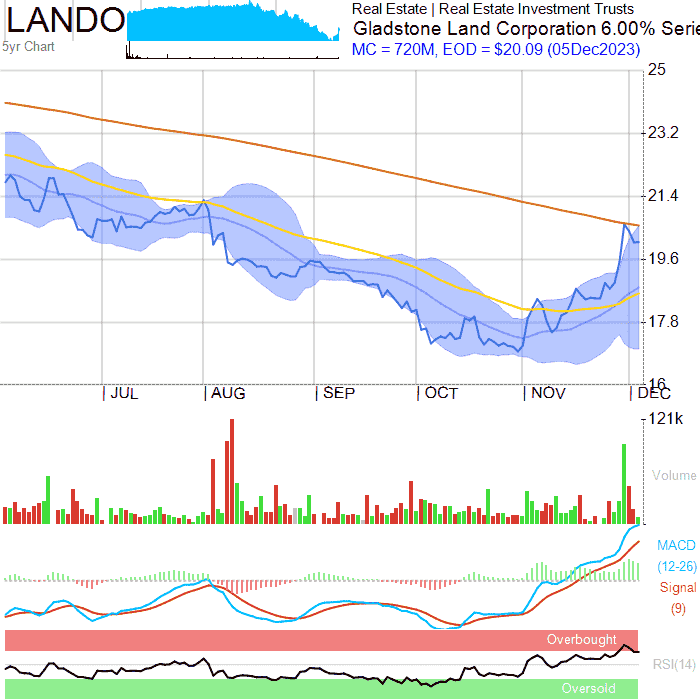 LANDO
5yr Chart
Real Estate | Real Estate Investment Trusts
Gladstone Land Corporation 6.00% Serie
MC = 720M, EOD = $20.09 (05Dec2023)
25
23.2
21.4
19.6
17.8
16
JUL AUG SEP OCT NOV DEC
121k
Volume
MACD
(12-26)
Signal
(9)
Overbought
RSI(14)
Oversold